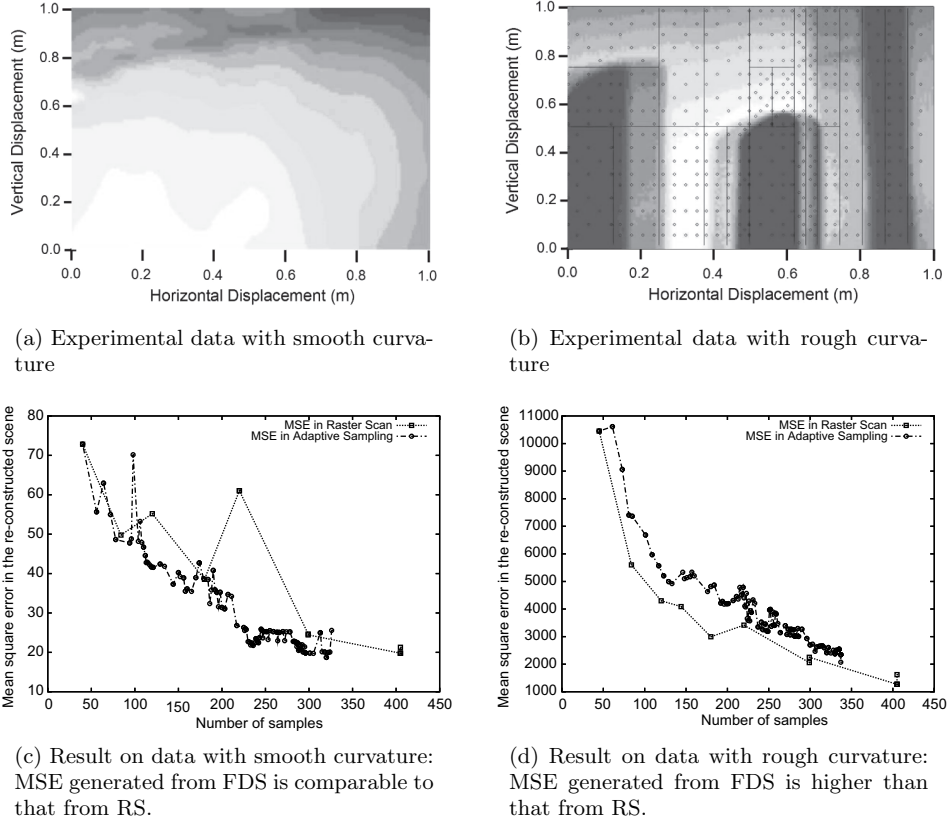 1.0
0.8
0.6
0.4
0.2
0.0
Vertical Displacement (m)
0.0 0.2 0.4 0.6 0.8 1.0
Horizontal Displacement (m)
(a) Experimental data with smooth curva-
ture
1.0
0.8
0.6
0.4
0.2
0.0
Vertical Displacement (m)
0.0 0.2 0.4 0.6 0.8 1.0
Horizontal Displacement (m)
(b) Experimental data with rough curva-
ture
Mean square error in the re-constructed scene
80
70
60
50
40
30
20
10
MSE in Raster Scan
MSE in Adaptive Sampling
0 50 100 150 200 250 300 350 400 450
Number of samples
(c) Result on data with smooth curvature:
MSE generated from FDS is comparable to
that from RS.
Mean square error in the re-constructed scene
11000
10000
9000
8000
7000
6000
5000
4000
3000
2000
1000
MSE in Raster Scan
MSE in Adaptive Sampling
0 50 100 150 200 250 300 350 400 450
Number of samples
(d) Result on data with rough curvature:
MSE generated from FDS is higher than
that from RS.